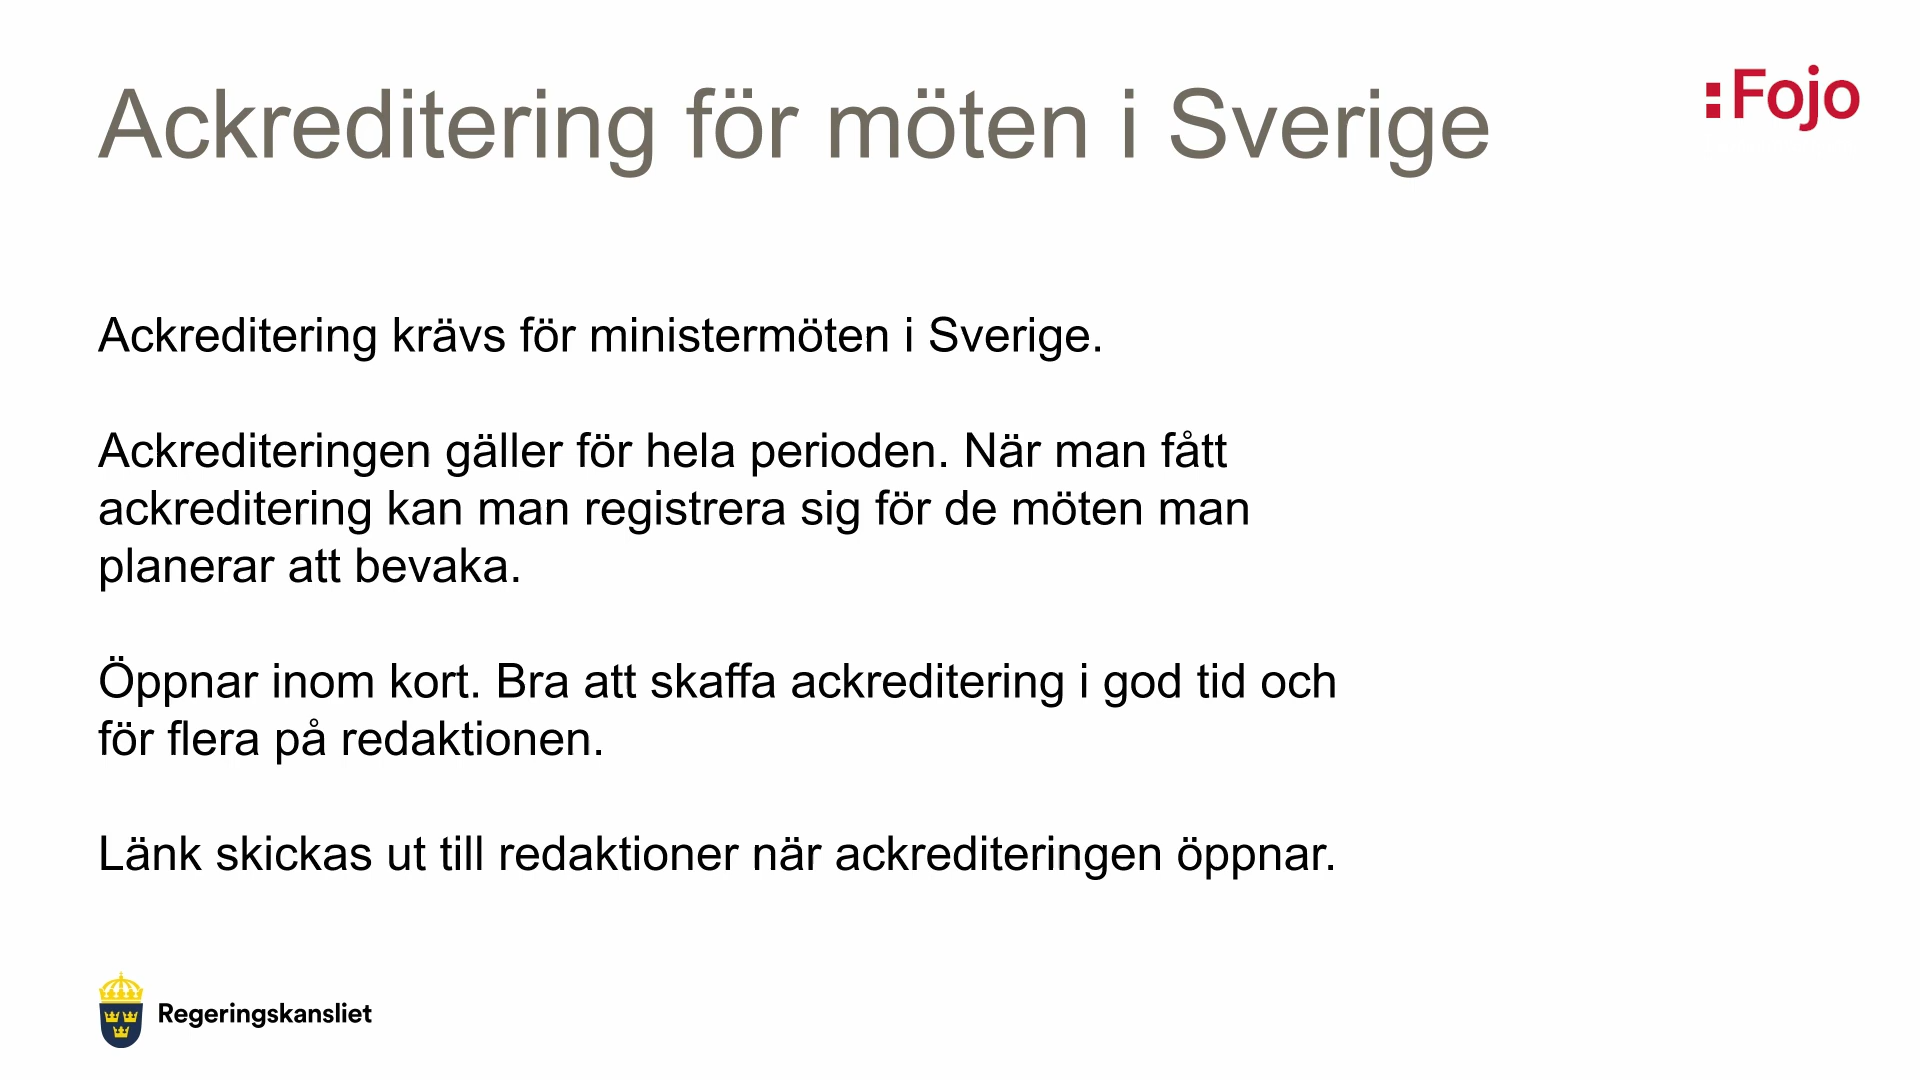 Ackreditering för möten i Sverige
:Fojo
Ackreditering krävs för ministermöten i Sverige.
Ackrediteringen gäller för hela perioden. När man fått
ackreditering kan man registrera sig för de möten man
planerar att bevaka.
Öppnar inom kort. Bra att skaffa ackreditering i god tid och
för flera på redaktionen.
Länk skickas ut till redaktioner när ackrediteringen öppnar.
Regeringskansliet